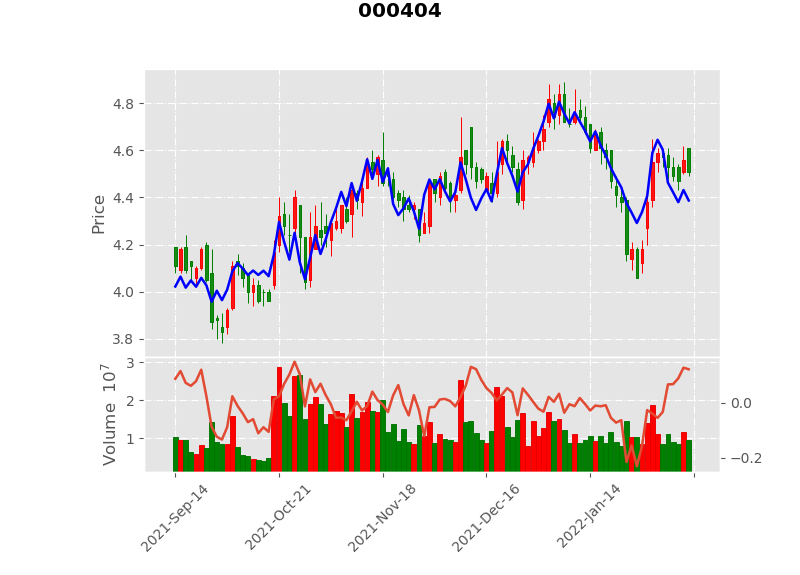 000404
4.8
4.6
4.4
4.2
4.0
3.8
Price
3
2
1
Volume 10^7
0.0
−0.2
2021-Sep-14
2021-Oct-21
2021-Nov-18
2021-Dec-16
2022-Jan-14